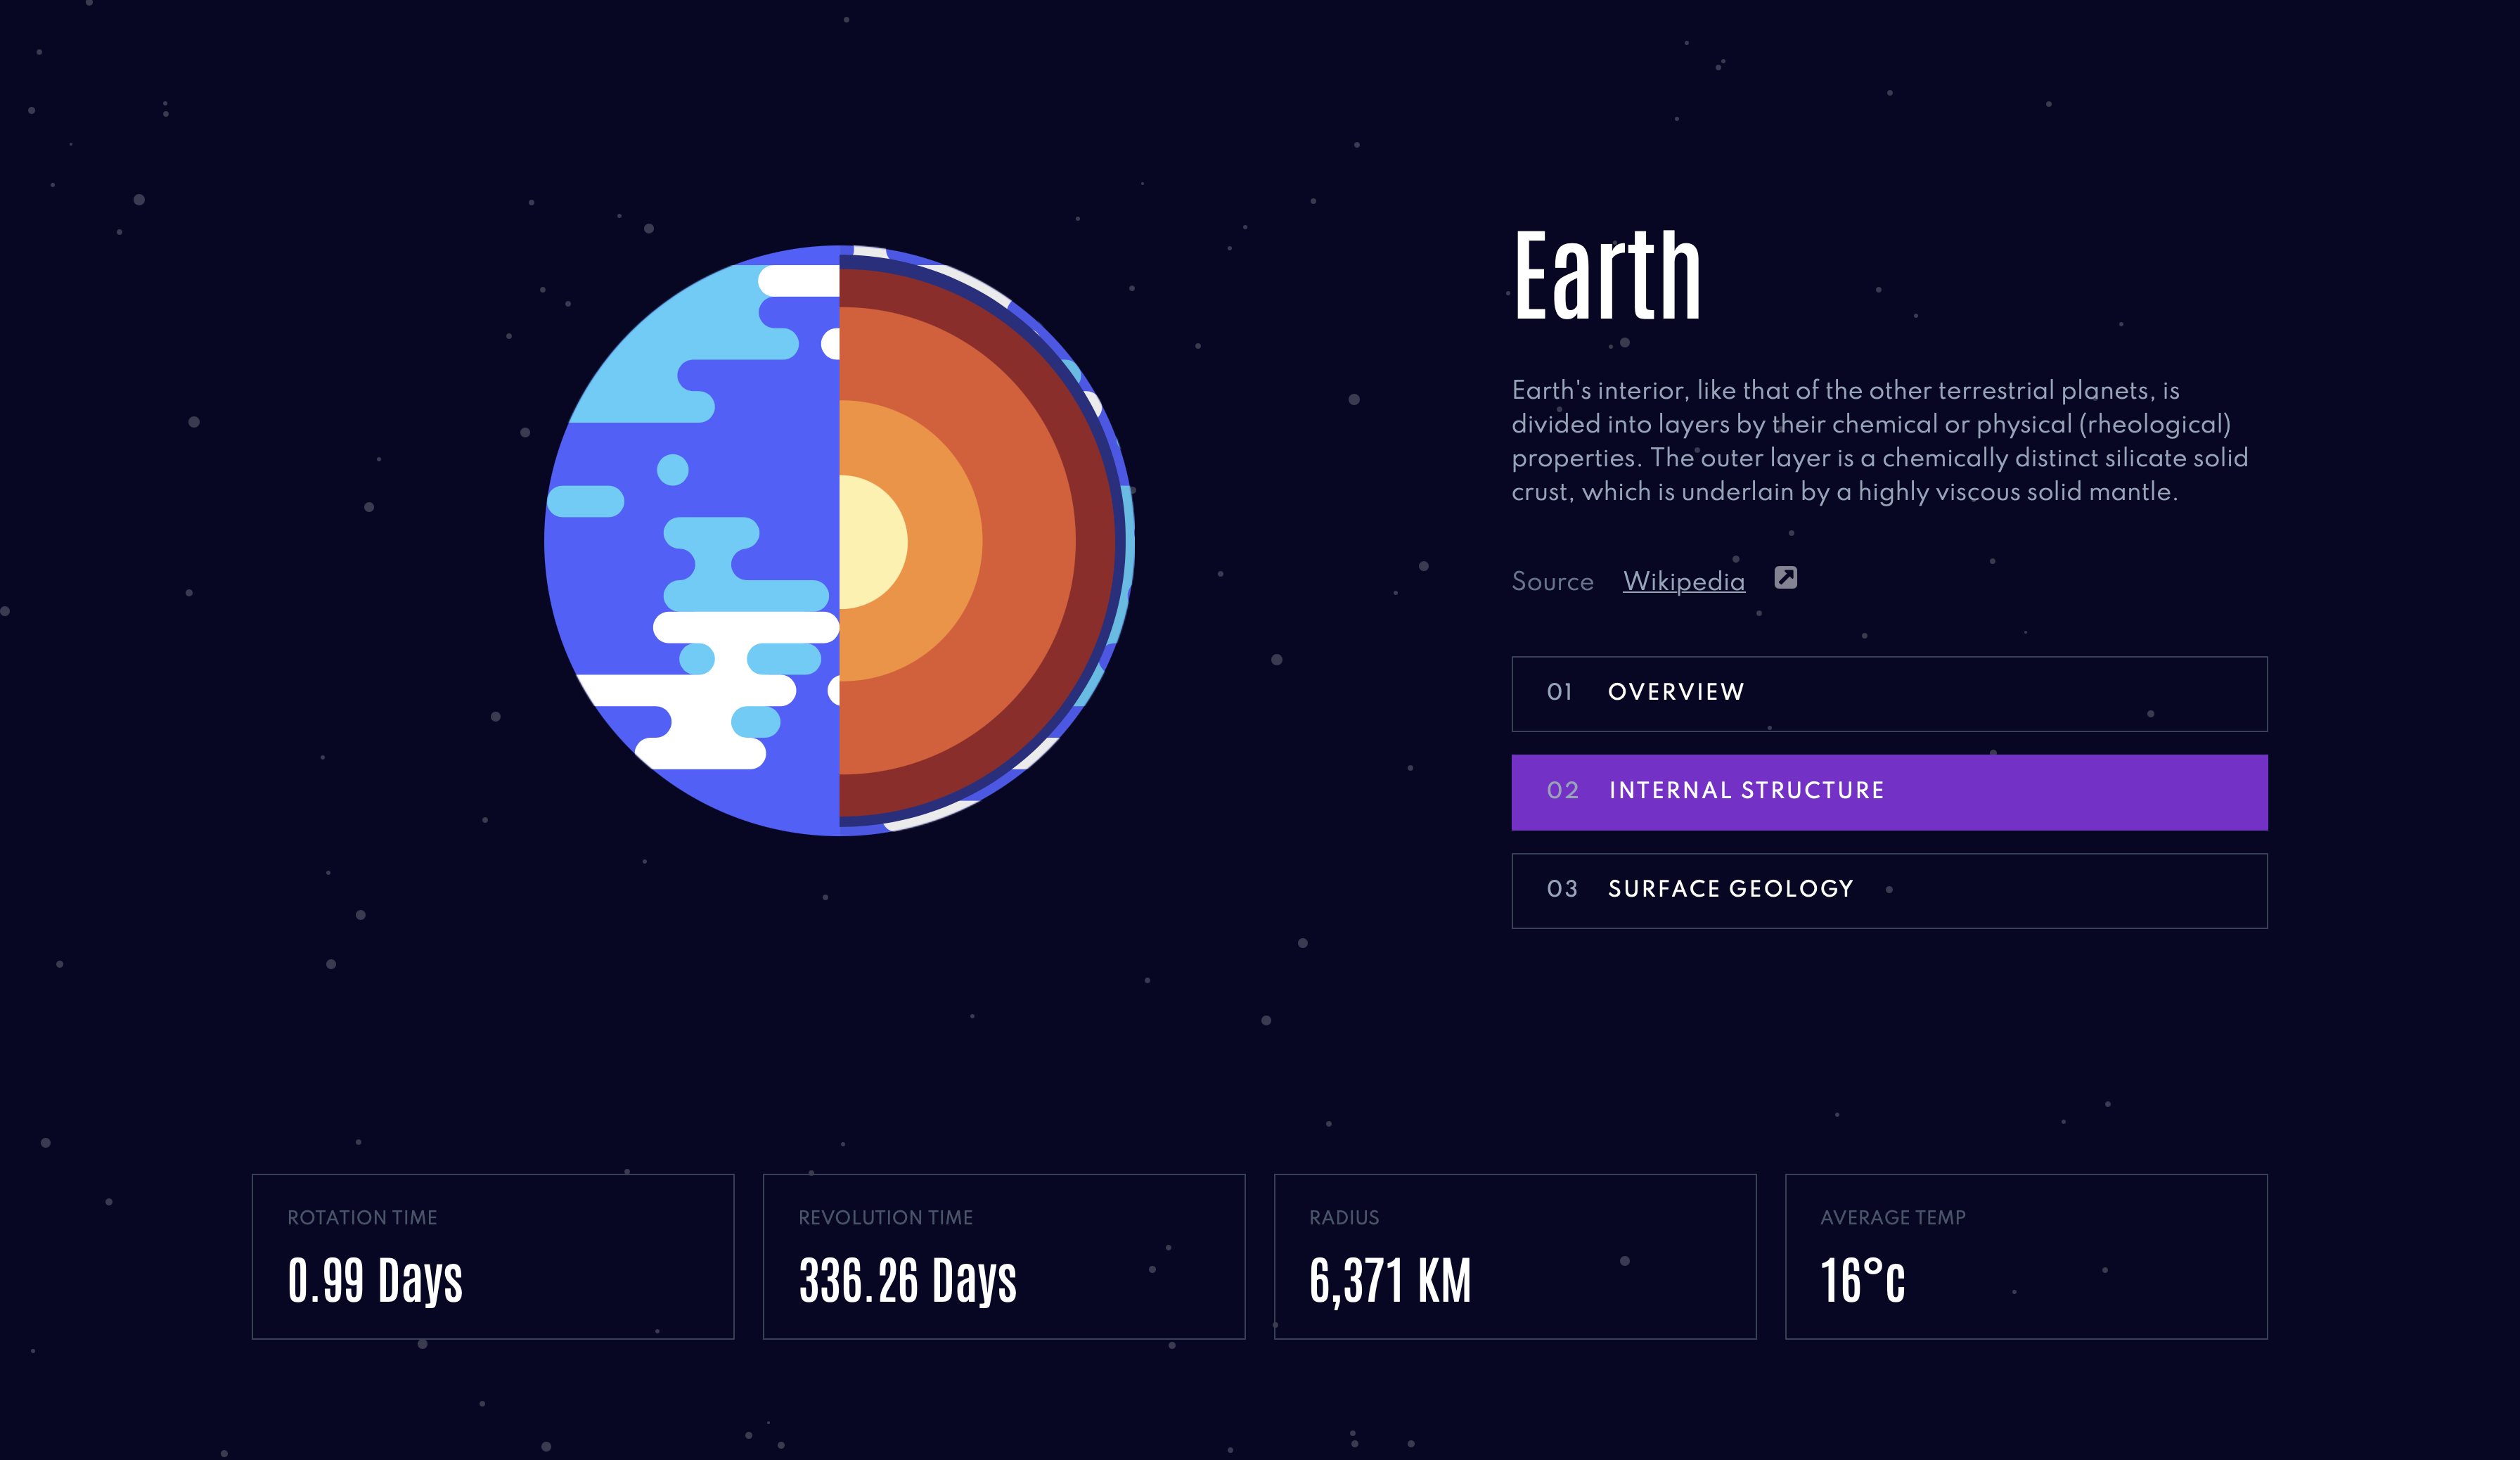 Earth
Earth's interior, like that of the other terrestrial planets, is
divided into layers by their chemical or physical (rheological)
properties. The outer layer is a chemically distinct silicate solid
crust, which is underlain by a highly viscous solid mantle.
Source Wikipedia
01 OVERVIEW
02 INTERNAL STRUCTURE
03 SURFACE GEOLOGY
ROTATION TIME
0.99 Days
REVOLUTION TIME
336.26 Days
RADIUS
6,371 KM
AVERAGE TEMP
16°c